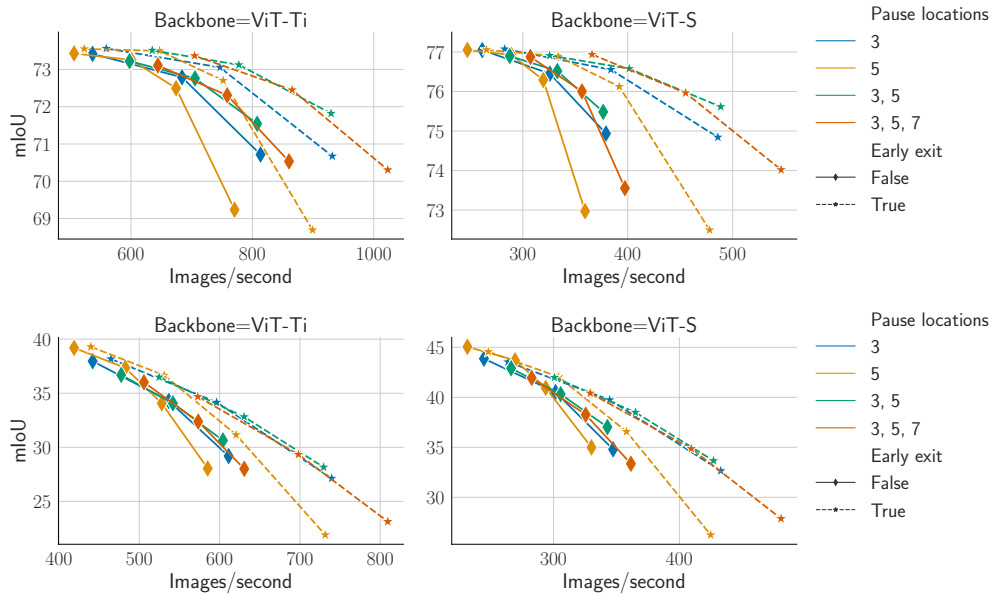 Backbone=ViT-Ti
Backbone=ViT-S
Pause locations
3
5
3, 5
3, 5, 7
Early exit
False
True
mIoU
73
72
71
70
69
600
800
1000
Images/second
77
76
75
74
73
300
400
500
Images/second
Backbone=ViT-Ti
Backbone=ViT-S
Pause locations
3
5
3, 5
3, 5, 7
Early exit
False
True
mIoU
40
35
30
25
400
500
600
700
800
Images/second
45
40
35
30
300
400
Images/second